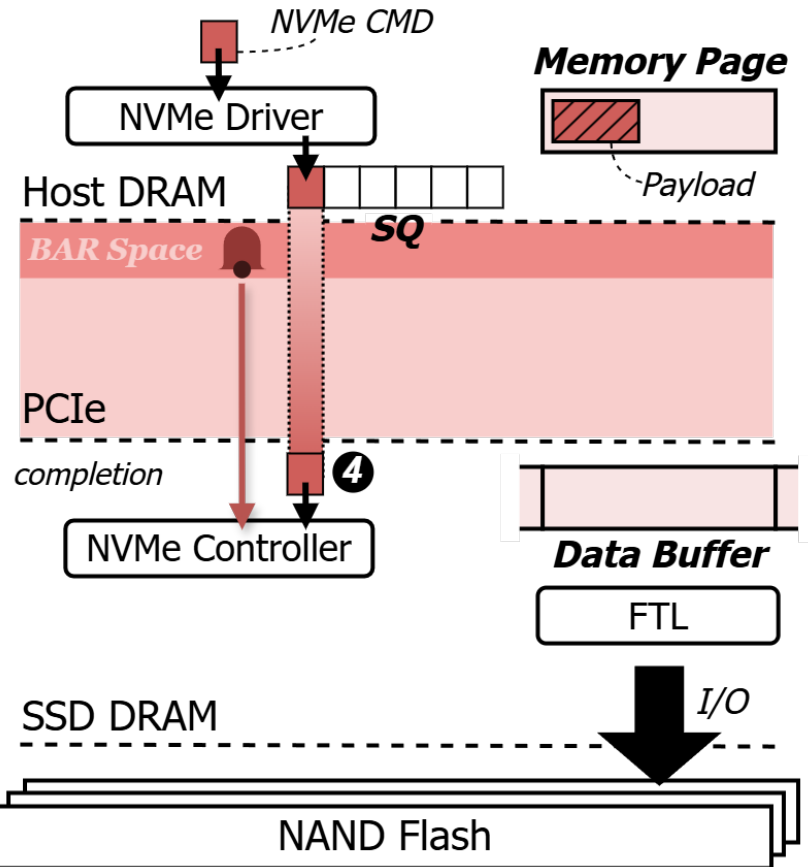 NVMe CMD
Memory Page
NVMe Driver
Payload
Host DRAM
SQ
BAR Space
PCIe
completion
4
NVMe Controller
Data Buffer
FTL
I/O
SSD DRAM
NAND Flash